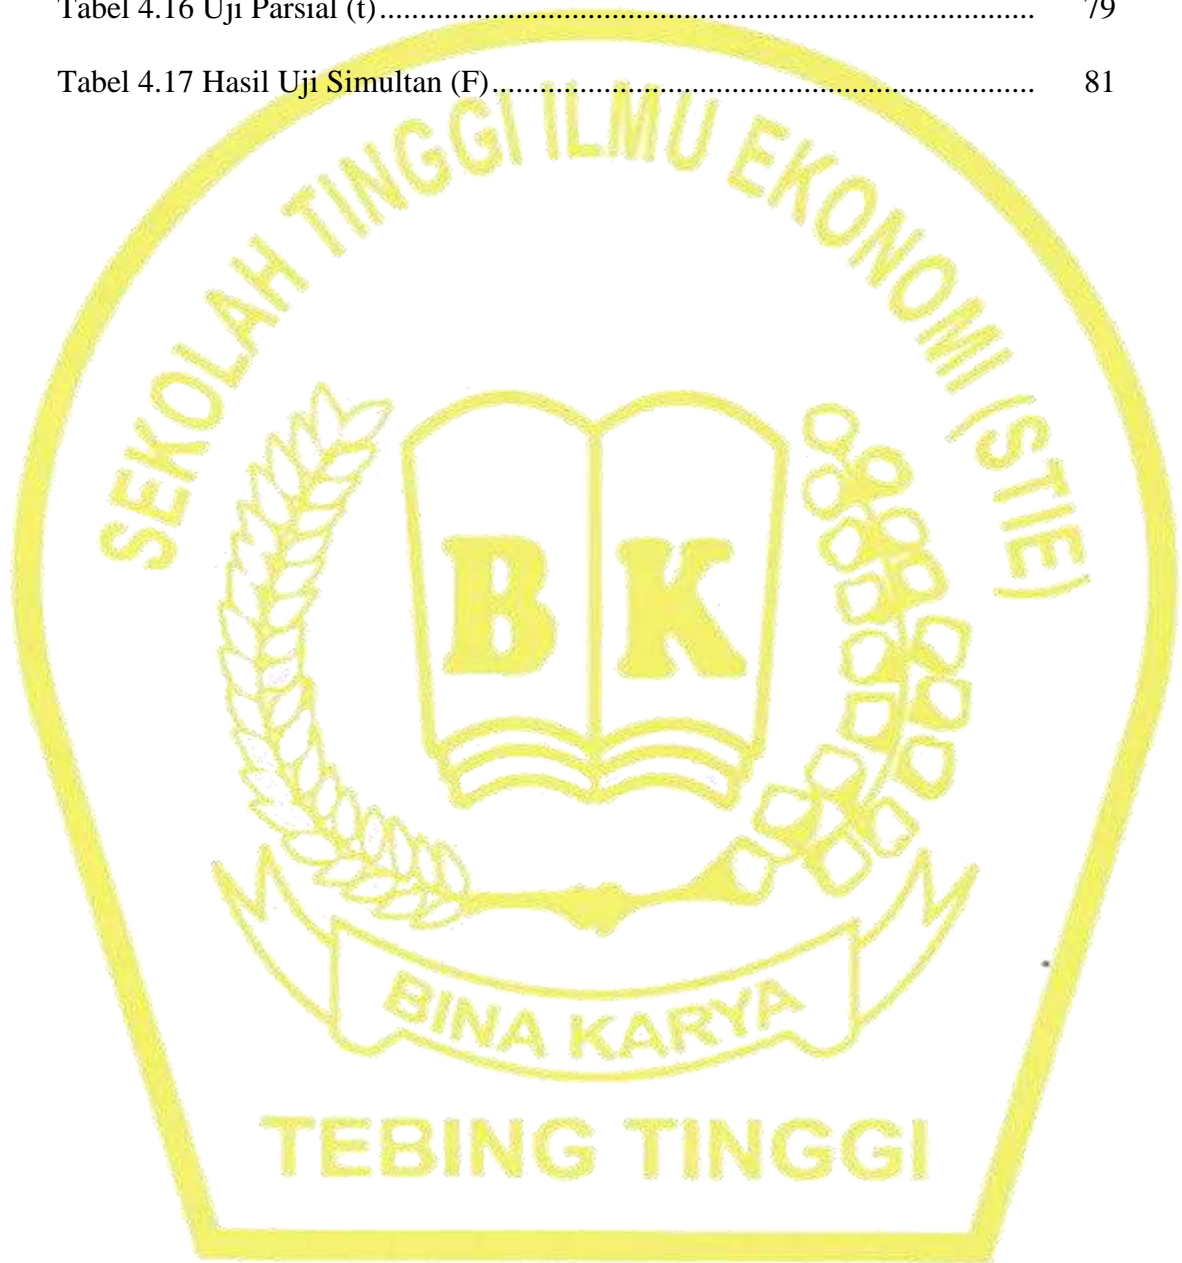 Tabel 4.16 Uji Parsial (t) ........................................................................ 79
Tabel 4.17 Hasil Uji Simultan (F) ........................................................................ 81
SEKOLAH TINGGI ILMU EKONOMI (STIE)
B K
BINA KARYA
TEBING TINGGI